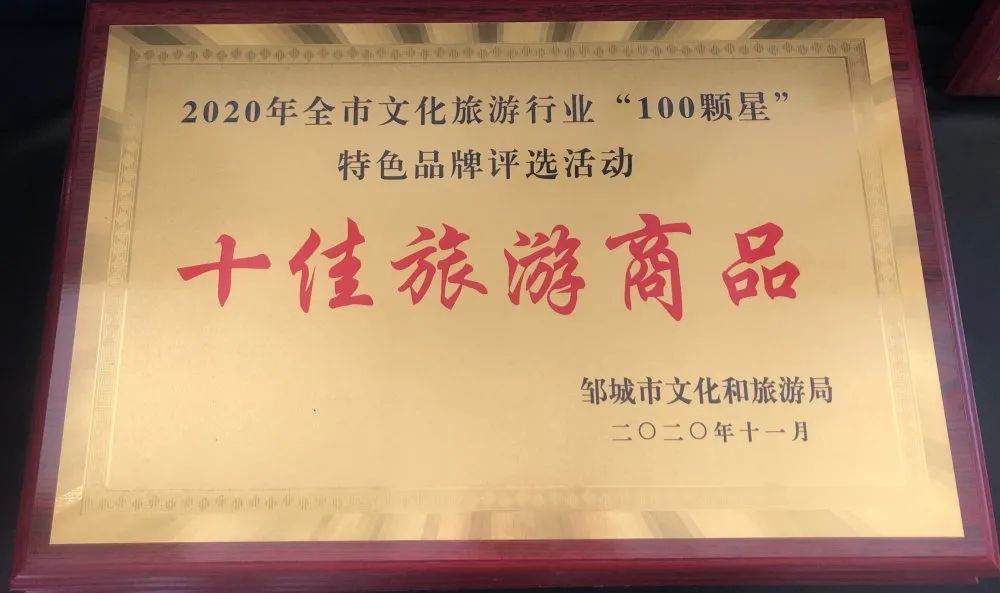 2020年全市文化旅游行业“100颗星”
特色品牌评选活动
十佳旅游商品
邹城市文化和旅游局
二〇二〇年十一月